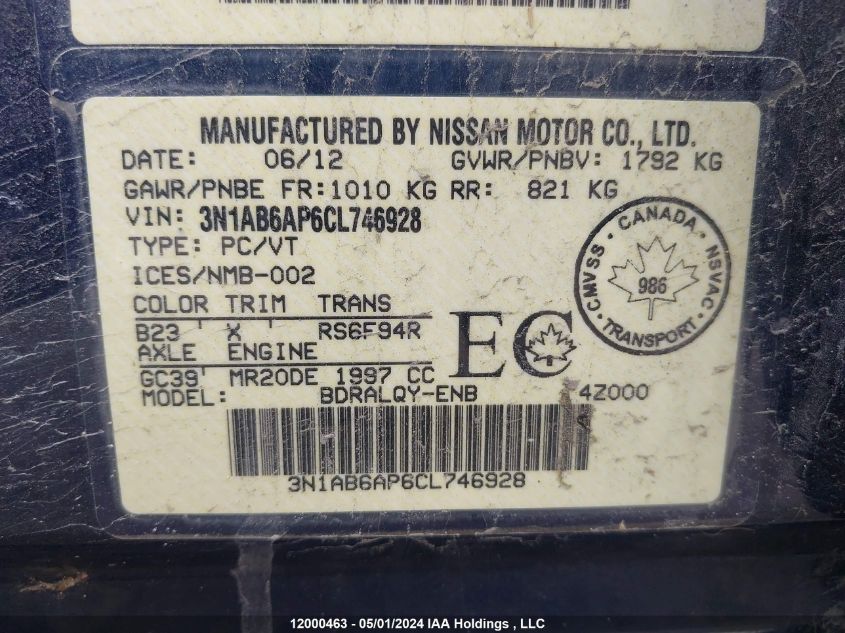 MANUFACTURED BY NISSAN MOTOR CO., LTD.
DATE: 06/12 GVWR/PNBV: 1792 KG
GAWR/PNBE FR:1010 KG RR: 821 KG
VIN: 3N1AB6AP6CL746928
TYPE: PC/VT
ICES/NMB-002
COLOR TRIM TRANS
B23 ' X ' RS6F94R
AXLE ENGINE
GC39' MR20DE 1997 CC
MODEL: BDRALQY-ENB 4Z000
EC
CANADA
CMVSS NSVAC
986
TRANSPORT
A
3N1AB6AP6CL746928
12000463 - 05/01/2024 IAA Holdings , LLC